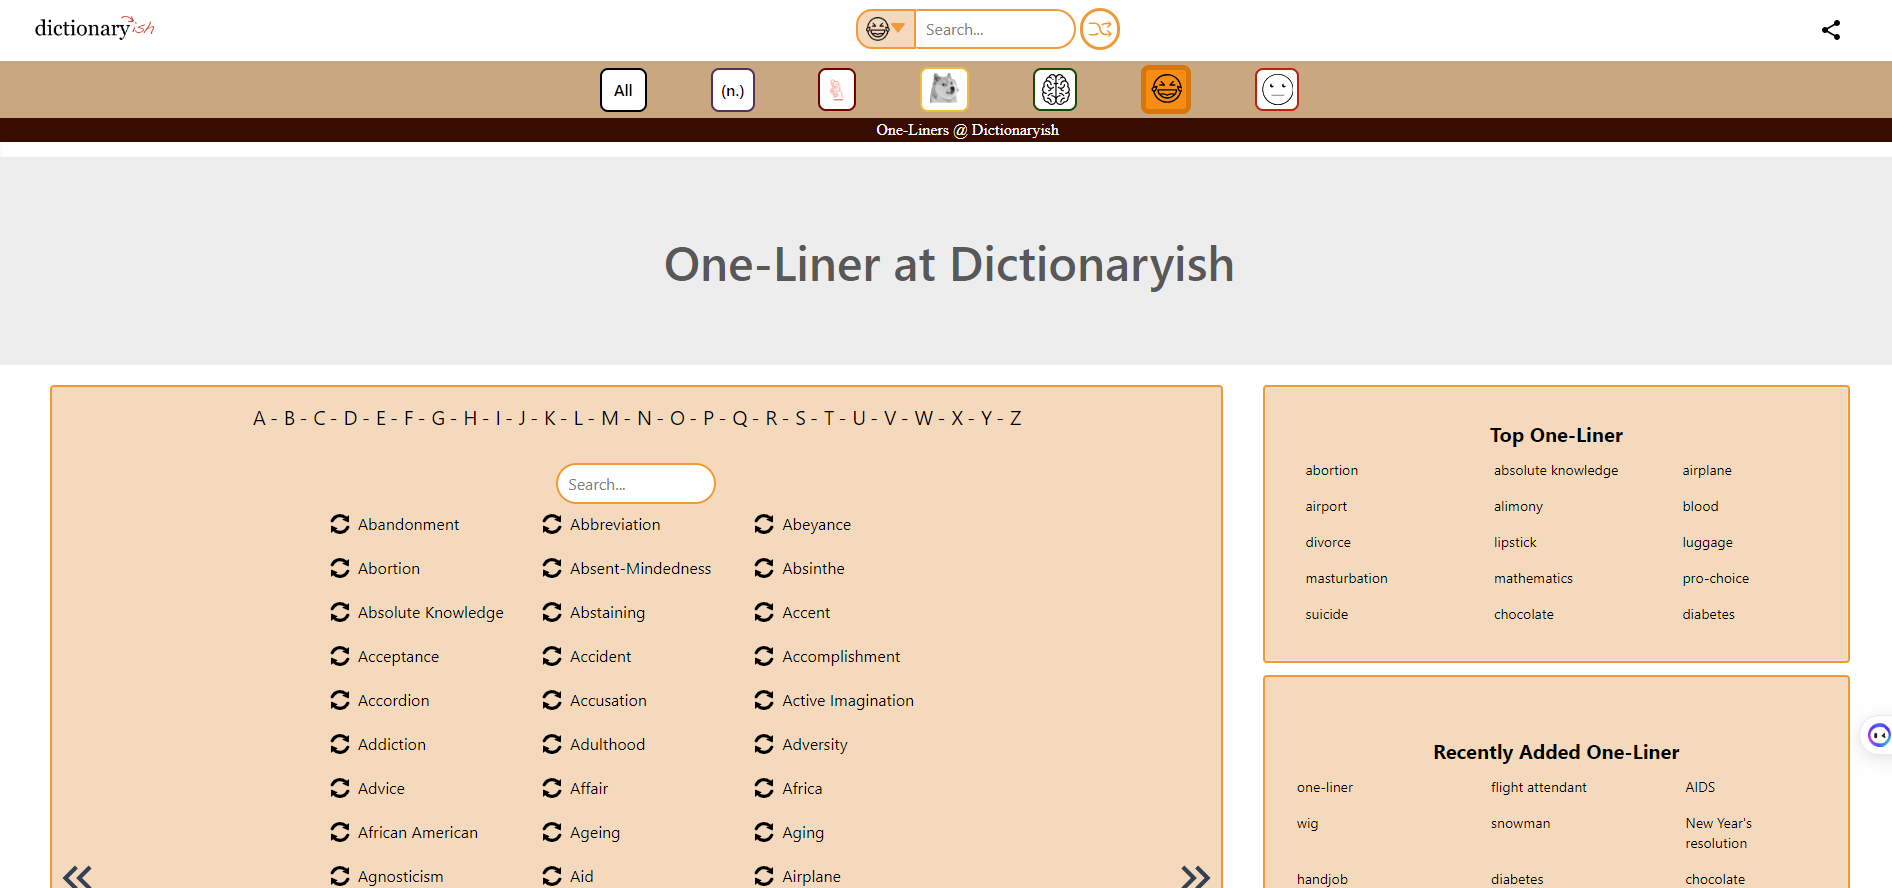 dictionaryish
Search...
All
(n.)
One-Liners @ Dictionaryish
One-Liner at Dictionaryish
A - B - C - D - E - F - G - H - I - J - K - L - M - N - O - P - Q - R - S - T - U - V - W - X - Y - Z
Search...
Abandonment Abbreviation Abeyance
Abortion Absent-Mindedness Absinthe
Absolute Knowledge Abstaining Accent
Acceptance Accident Accomplishment
Accordion Accusation Active Imagination
Addiction Adulthood Adversity
Advice Affair Africa
African American Ageing Aging
Agnosticism Aid Airplane
Top One-Liner
abortion absolute knowledge airplane
airport alimony blood
divorce lipstick luggage
masturbation mathematics pro-choice
suicide chocolate diabetes
Recently Added One-Liner
one-liner flight attendant AIDS
wig snowman New Year's
resolution
handjob diabetes chocolate